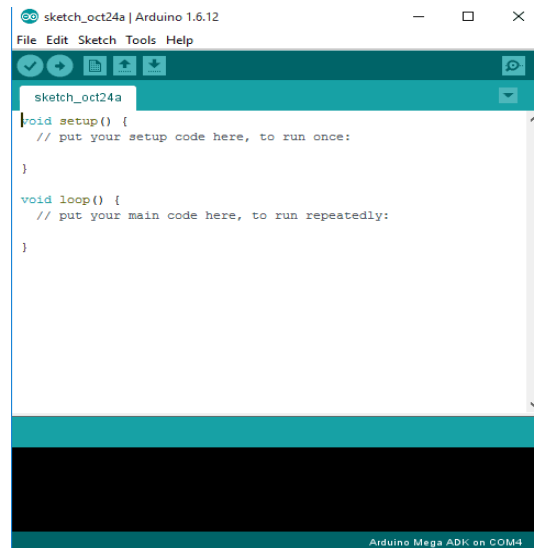 sketch_oct24a | Arduino 1.6.12
File Edit Sketch Tools Help
sketch_oct24a
void setup() {
  // put your setup code here, to run once:
}
void loop() {
  // put your main code here, to run repeatedly:
}
Arduino Mega ADK on COM4